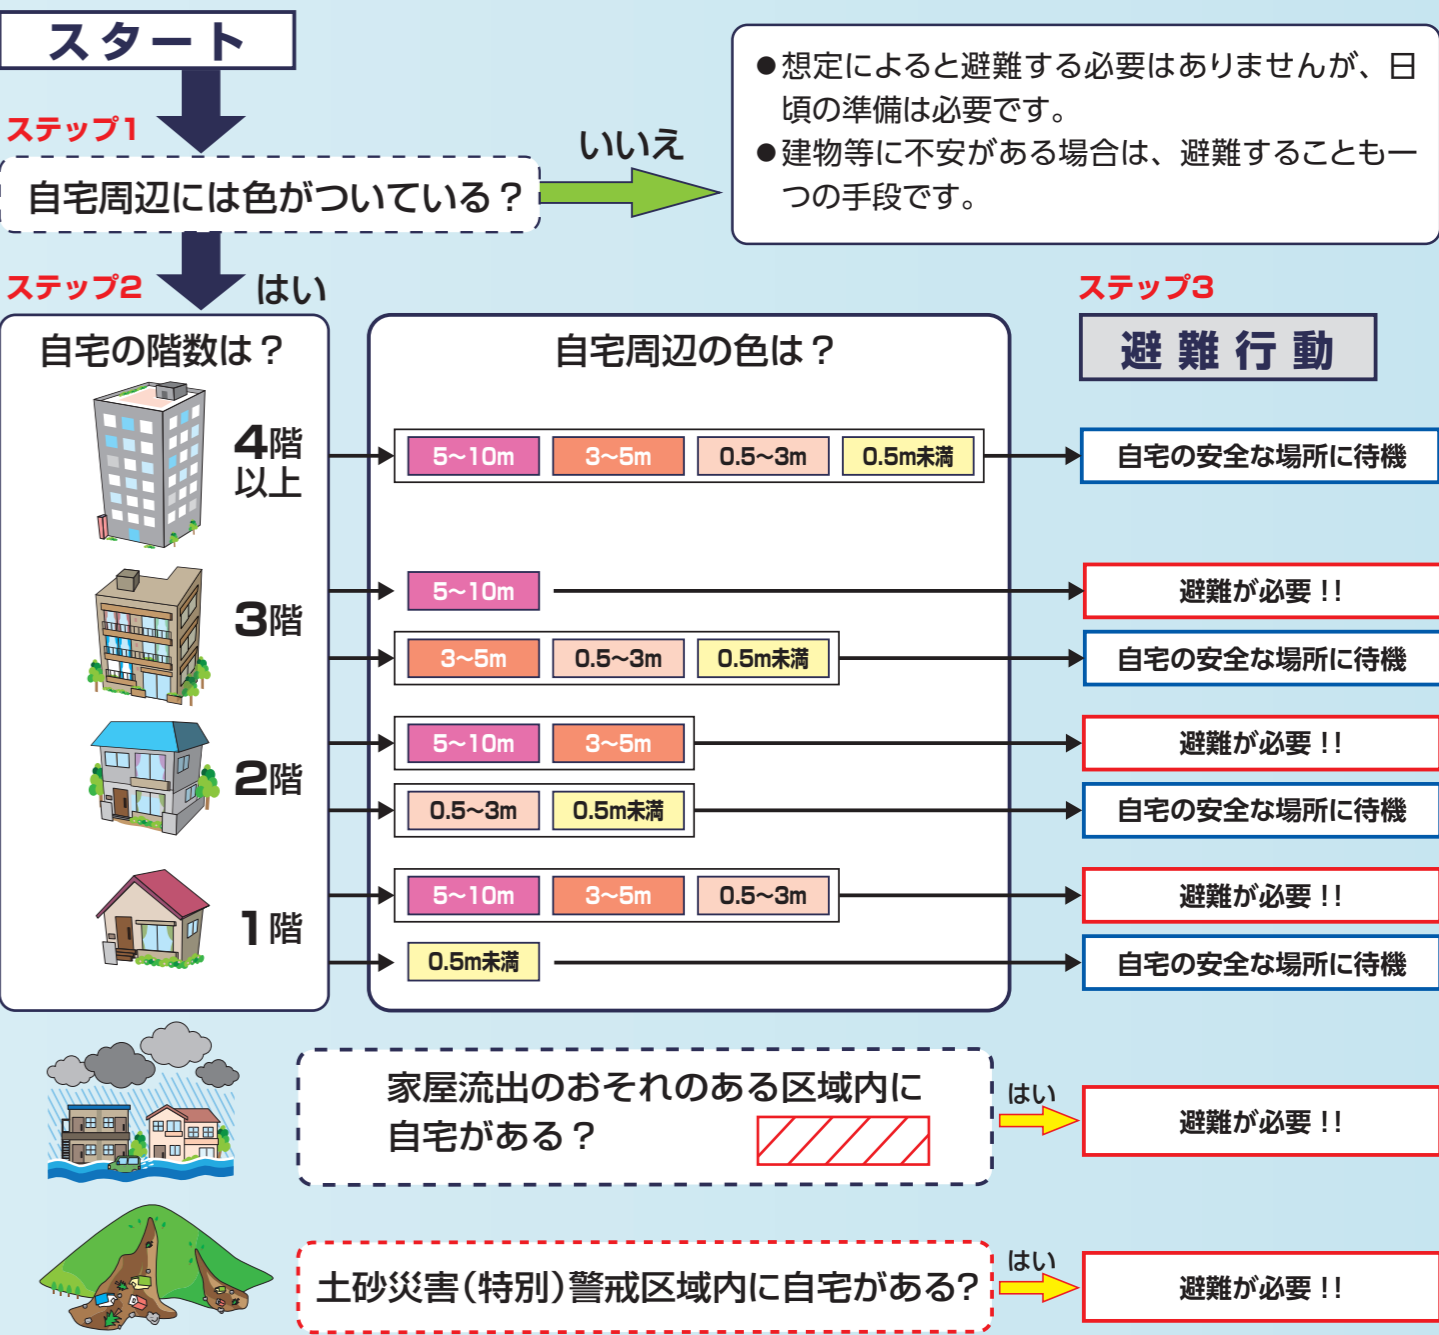 スタート
ステップ1
自宅周辺には色がついている？
いいえ
●想定によると避難する必要はありませんが、日
頃の準備は必要です。
●建物等に不安がある場合は、避難することも一
つの手段です。
ステップ2
はい
自宅の階数は？
自宅周辺の色は？
ステップ3
避難行動
4階
以上
5～10m 3～5m 0.5～3m 0.5m未満
自宅の安全な場所に待機
3階
5～10m
避難が必要!!
3～5m 0.5～3m 0.5m未満
自宅の安全な場所に待機
2階
5～10m 3～5m
避難が必要!!
0.5～3m 0.5m未満
自宅の安全な場所に待機
1階
5～10m 3～5m 0.5～3m
避難が必要!!
0.5m未満
自宅の安全な場所に待機
家屋流出のおそれのある区域内に
自宅がある？
はい
避難が必要!!
土砂災害(特別)警戒区域内に自宅がある?
はい
避難が必要!!